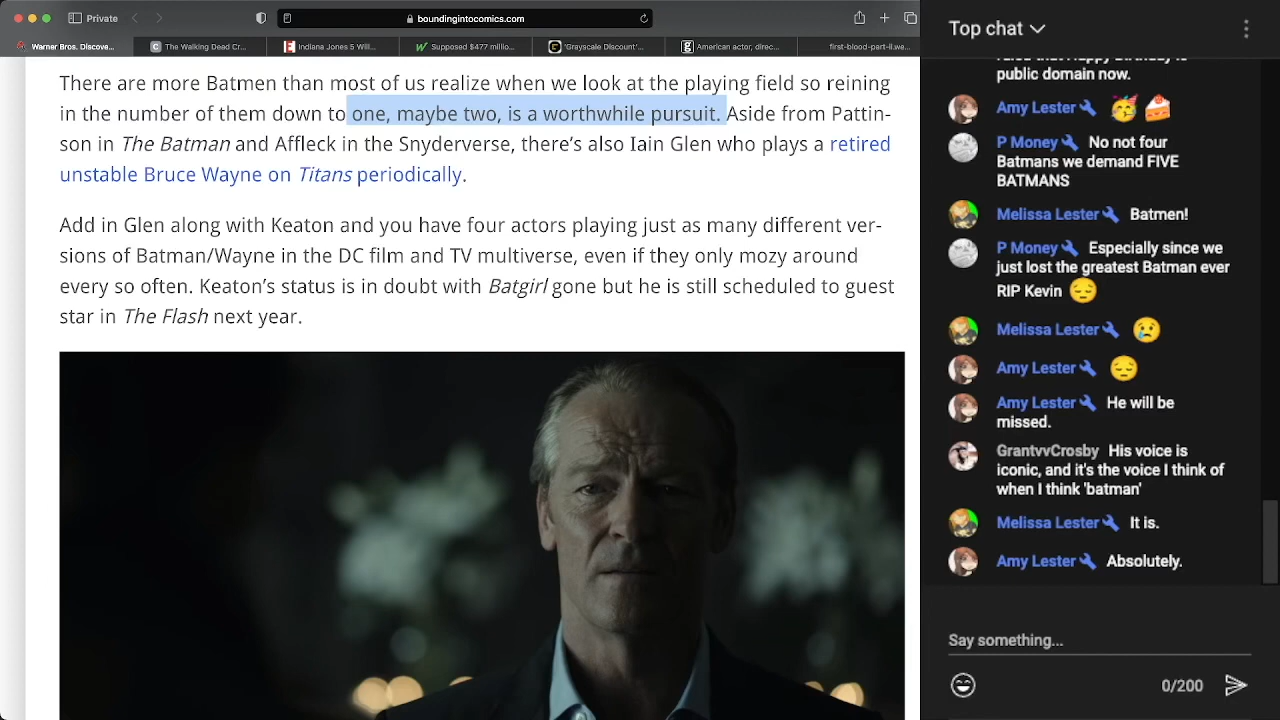 Private
boundingintocomics.com
Warner Bros. Discove...
The Walking Dead Cr...
Indiana Jones 5 Will...
Supposed $477 millio...
'Grayscale Discount'...
American actor, direc...
first-blood-part-ii.we...
There are more Batmen than most of us realize when we look at the playing field so reining
in the number of them down to one, maybe two, is a worthwhile pursuit. Aside from Pattin-
son in The Batman and Affleck in the Snyderverse, there's also Iain Glen who plays a retired
unstable Bruce Wayne on Titans periodically.
Add in Glen along with Keaton and you have four actors playing just as many different ver-
sions of Batman/Wayne in the DC film and TV multiverse, even if they only mozy around
every so often. Keaton's status is in doubt with Batgirl gone but he is still scheduled to guest
star in The Flash next year.
Top chat
public domain now.
Amy Lester
P Money No not four
Batmans we demand FIVE
BATMANS
Melissa Lester Batmen!
P Money Especially since we
just lost the greatest Batman ever
RIP Kevin
Melissa Lester
Amy Lester
Amy Lester He will be
missed.
GrantvvCrosby His voice is
iconic, and it's the voice I think of
when I think 'batman'
Melissa Lester It is.
Amy Lester Absolutely.
Say something...
0/200